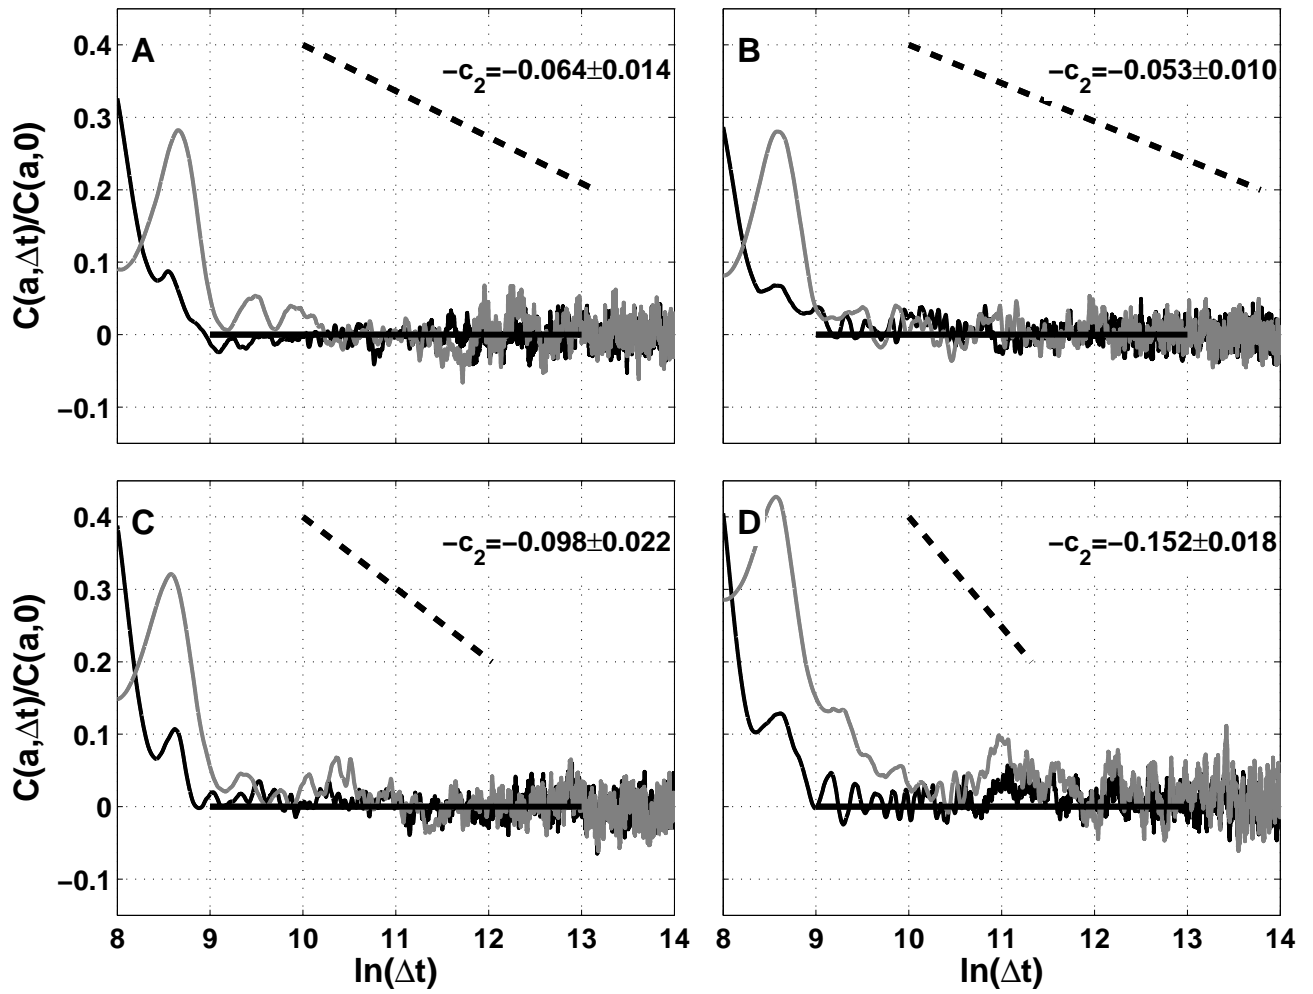 A
B
0.4
0.3
0.2
0.1
0
−0.1
C(a,Δt)/C(a,0)
-c2=-0.064±0.014
-c2=-0.053±0.010
C
D
0.4
0.3
0.2
0.1
0
−0.1
C(a,Δt)/C(a,0)
-c2=-0.098±0.022
-c2=-0.152±0.018
8 9 10 11 12 13 14
8 9 10 11 12 13 14
ln(Δt)
ln(Δt)